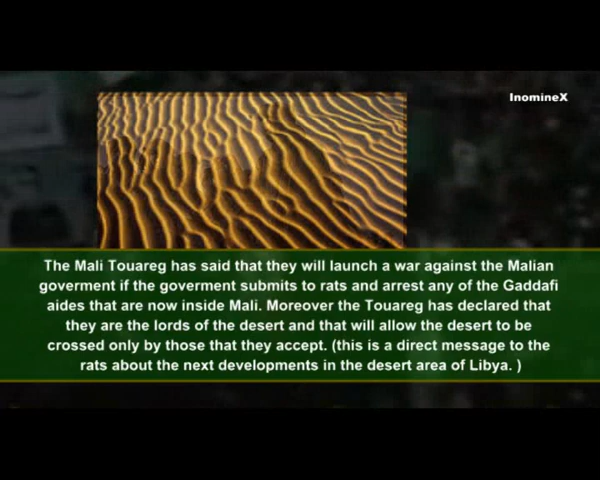 InomineX
The Mali Touareg has said that they will launch a war against the Malian
goverment if the goverment submits to rats and arrest any of the Gaddafi
aides that are now inside Mali. Moreover the Touareg has declared that
they are the lords of the desert and that will allow the desert to be
crossed only by those that they accept. (this is a direct message to the
rats about the next developments in the desert area of Libya. )